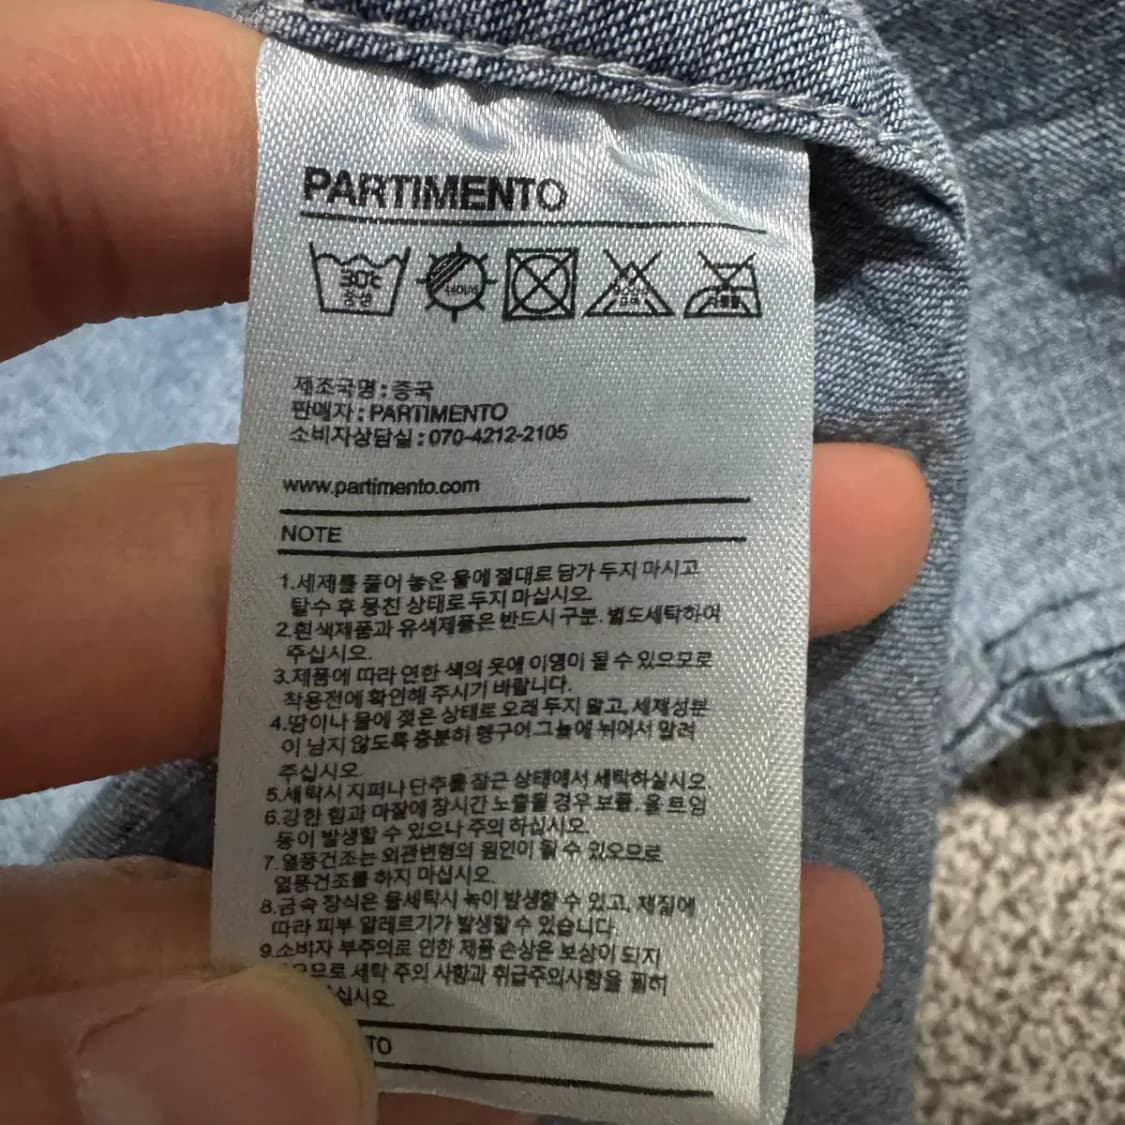 PARTIMENTO
30℃
중성
제조국명 : 중국
판매자 : PARTIMENTO
소비자상담실 : 070-4212-2105
www.partimento.com
NOTE
1.세제를 풀어 놓은 물에 절대로 담가 두지 마시고
탈수 후 뭉친 상태로 두지 마십시오.
2.흰색제품과 유색제품은 반드시 구분. 별도세탁하여
주십시오.
3.제품에 따라 연한 색의 옷에 이염이 될 수 있으므로
착용전에 확인해 주시기 바랍니다.
4.땀이나 물에 젖은 상태로 오래 두지 말고, 세제성분
이 남지 않도록 충분히 헹구어 그늘에 뉘어서 말려
주십시오.
5.세탁시 지퍼나 단추를 잠근 상태에서 세탁하실시오
6.강한 힘과 마찰에 장시간 노출될 경우 보풀. 올 트임
등이 발생할 수 있으나 주의 하십시오.
7.열풍건조는 외관변형의 원인이 될 수 있으므로
열풍건조를 하지 마십시오.
8.금속 장식은 물세탁시 녹이 발생할 수 있고, 체질에
따라 피부 알레르기가 발생할 수 있습니다.
9.소비자 부주의로 인한 제품 손상은 보상이 되지
으므로 세탁 주의 사항과 취급주의사항을 필히
십시오.
TO